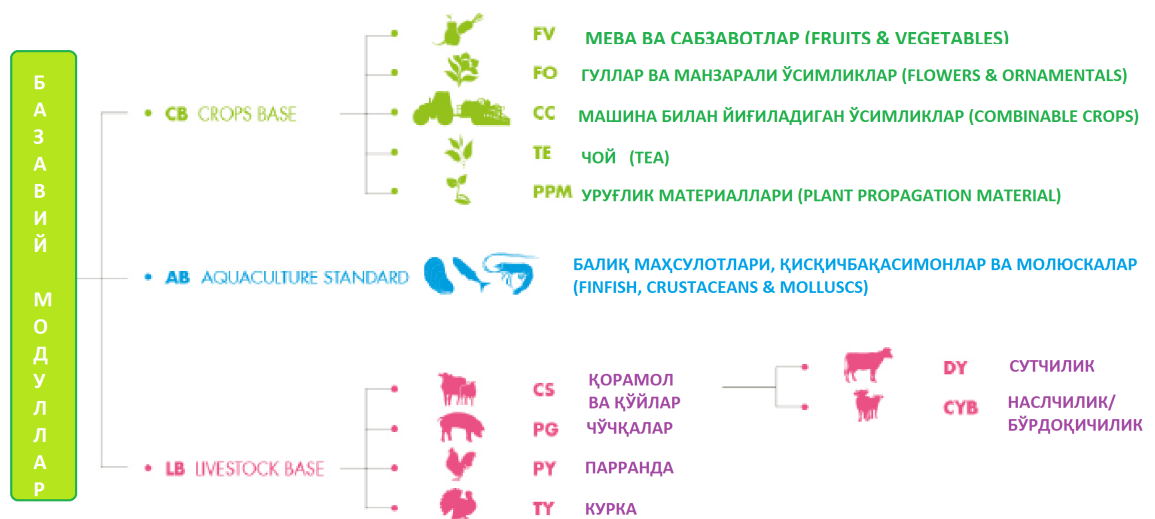 БАЗАВИЙ МОДУЛЛАР
CB CROPS BASE
FV МЕВА ВА САБЗАВОТЛАР (FRUITS & VEGETABLES)
FO ГУЛЛАР ВА МАНЗАРАЛИ ЎСИМЛИКЛАР (FLOWERS & ORNAMENTALS)
CC МАШИНА БИЛАН ЙИҒИЛАДИГАН ЎСИМЛИКЛАР (COMBINABLE CROPS)
TE ЧОЙ (TEA)
PPM УРУҒЛИК МАТЕРИАЛЛАРИ (PLANT PROPAGATION MATERIAL)
AB AQUACULTURE STANDARD
БАЛИҚ МАҲСУЛОТЛАРИ, ҚИСҚИЧБАҚАСИМОНЛАР ВА МОЛЮСКАЛАР
(FINFISH, CRUSTACEANS & MOLLUSCS)
LB LIVESTOCK BASE
CS ҚОРАМОЛ
ВА ҚЎЙЛАР
DY СУТЧИЛИК
CYB НАСЛЧИЛИК/
БЎРДОҚИЧИЛИК
PG ЧЎЧҚАЛАР
PY ПАРРАНДА
TY КУРКА